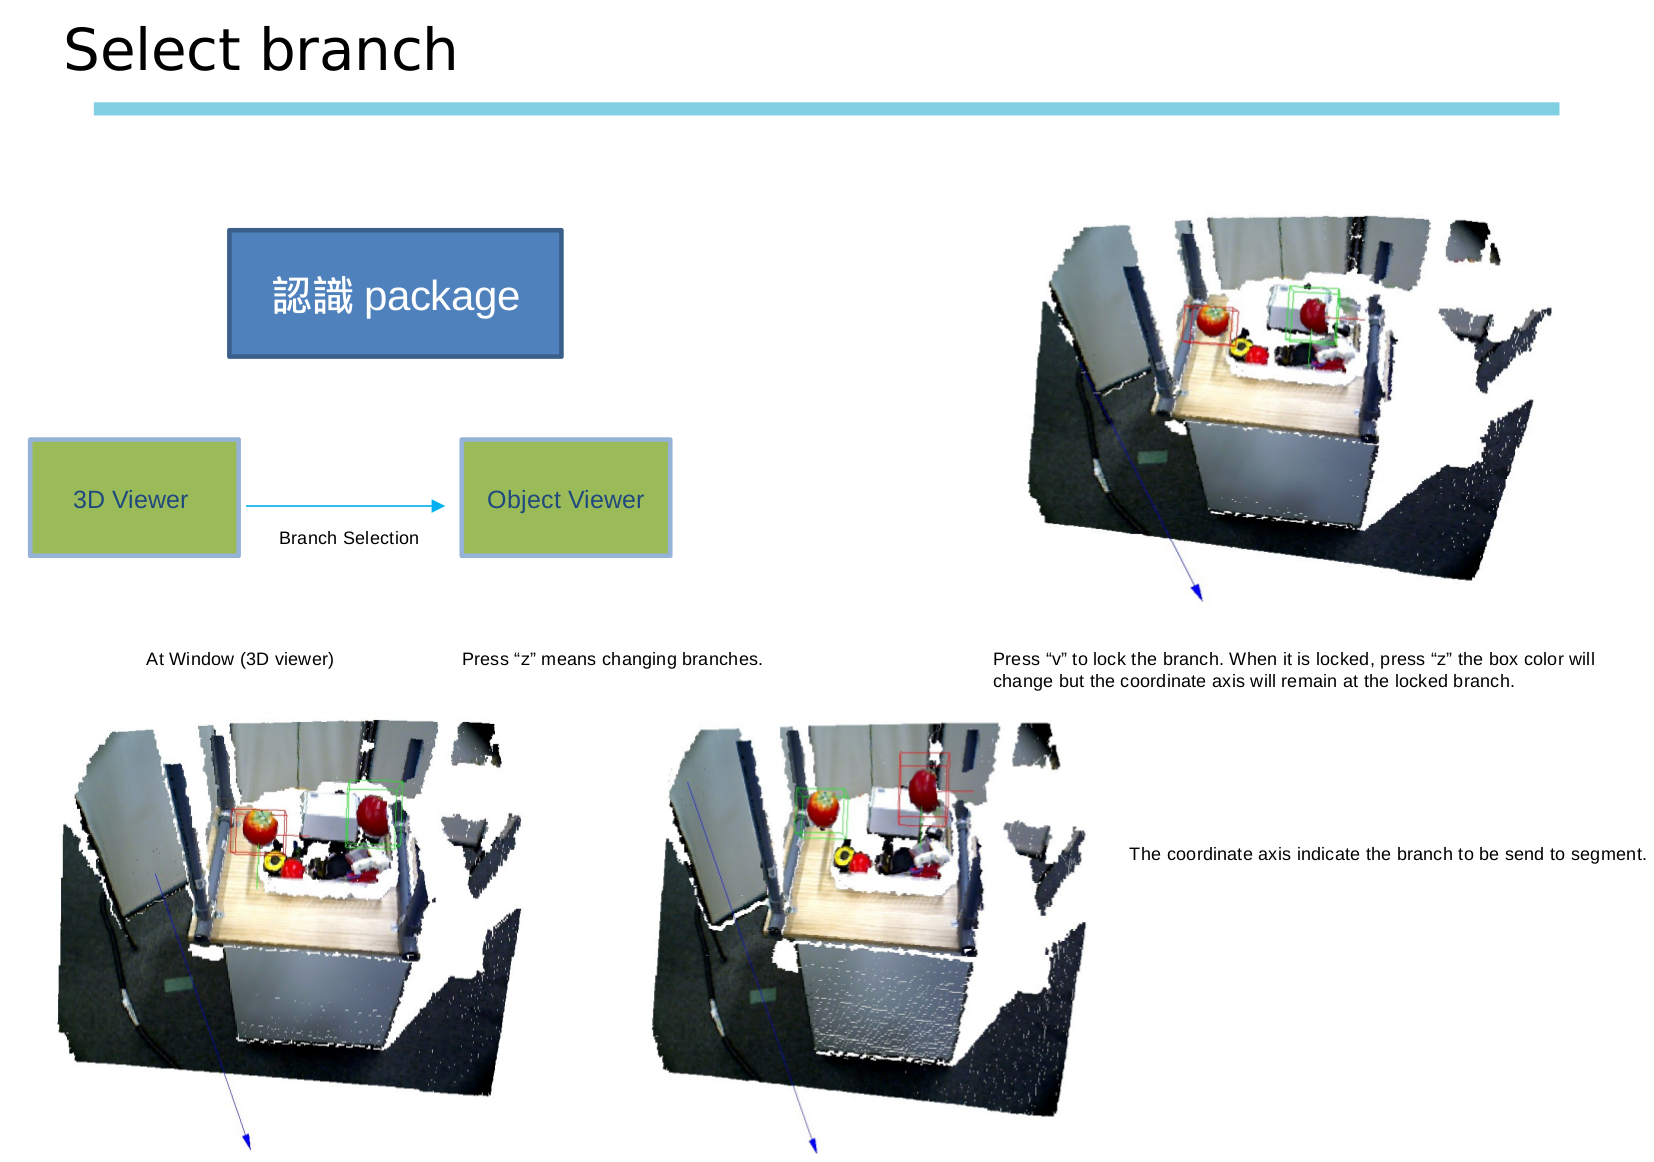 Select branch
認識 package
3D Viewer
Object Viewer
Branch Selection
At Window (3D viewer)
Press “z” means changing branches.
Press “v” to lock the branch. When it is locked, press “z” the box color will
change but the coordinate axis will remain at the locked branch.
The coordinate axis indicate the branch to be send to segment.